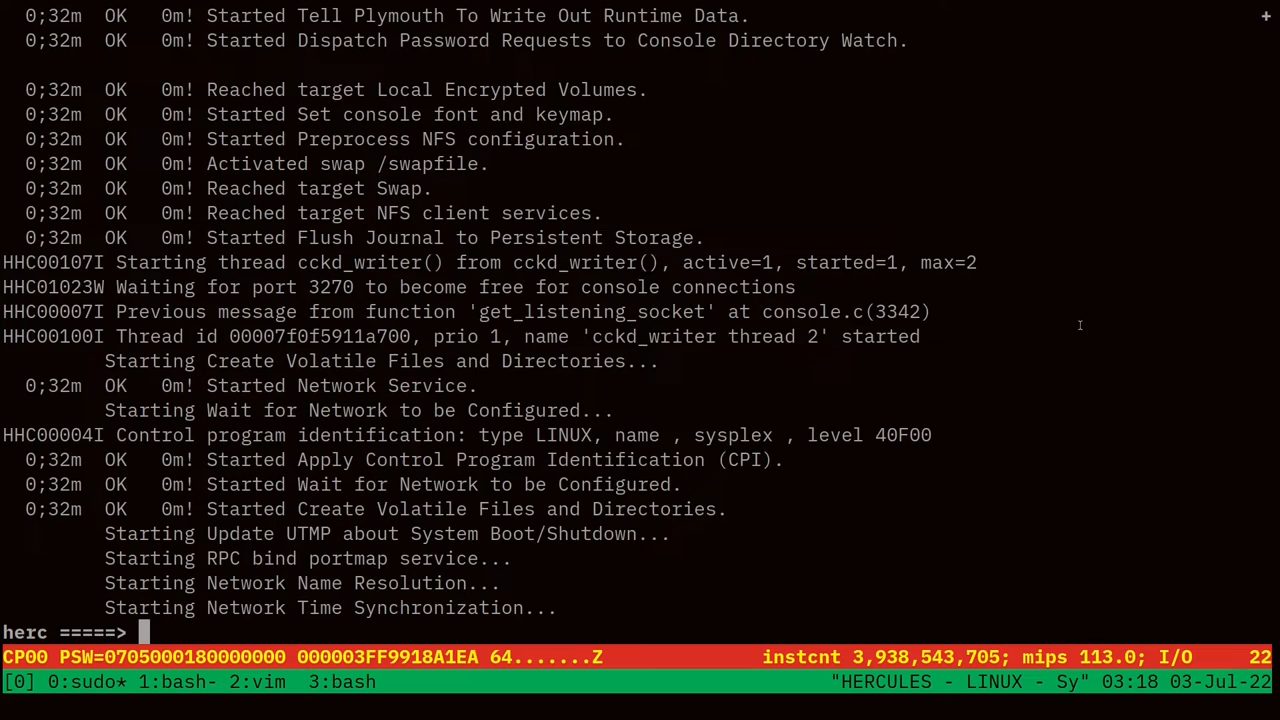 0;32m  OK   0m! Started Tell Plymouth To Write Out Runtime Data. +
0;32m  OK   0m! Started Dispatch Password Requests to Console Directory Watch.
0;32m  OK   0m! Reached target Local Encrypted Volumes.
0;32m  OK   0m! Started Set console font and keymap.
0;32m  OK   0m! Started Preprocess NFS configuration.
0;32m  OK   0m! Activated swap /swapfile.
0;32m  OK   0m! Reached target Swap.
0;32m  OK   0m! Reached target NFS client services.
0;32m  OK   0m! Started Flush Journal to Persistent Storage.
HHC00107I Starting thread cckd_writer() from cckd_writer(), active=1, started=1, max=2
HHC01023W Waiting for port 3270 to become free for console connections
HHC00007I Previous message from function 'get_listening_socket' at console.c(3342)
HHC00100I Thread id 00007f0f5911a700, prio 1, name 'cckd_writer thread 2' started
Starting Create Volatile Files and Directories...
0;32m  OK   0m! Started Network Service.
Starting Wait for Network to be Configured...
HHC00004I Control program identification: type LINUX, name , sysplex , level 40F00
0;32m  OK   0m! Started Apply Control Program Identification (CPI).
0;32m  OK   0m! Started Wait for Network to be Configured.
0;32m  OK   0m! Started Create Volatile Files and Directories.
Starting Update UTMP about System Boot/Shutdown...
Starting RPC bind portmap service...
Starting Network Name Resolution...
Starting Network Time Synchronization...
herc =====>
CP00 PSW=0705000180000000 000003FF9918A1EA 64.......Z instcnt 3,938,543,705; mips 113.0; I/O 22
[0] 0:sudo* 1:bash- 2:vim  3:bash "HERCULES - LINUX - Sy" 03:18 03-Jul-22